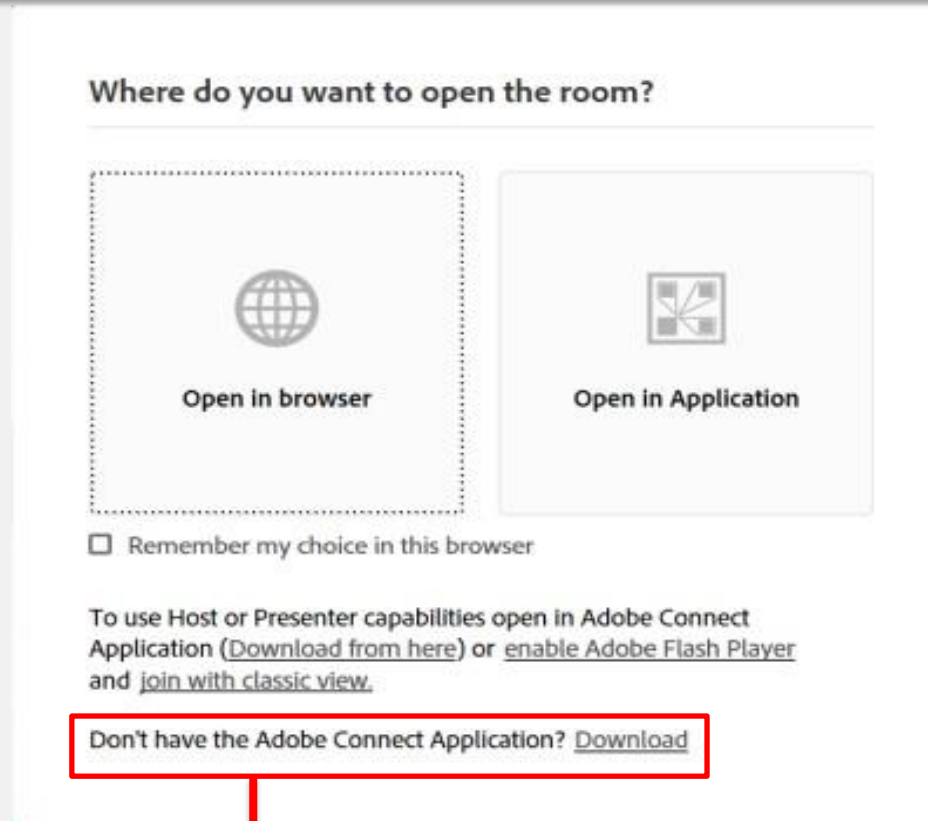 Where do you want to open the room?
Open in browser
Open in Application
Remember my choice in this browser
To use Host or Presenter capabilities open in Adobe Connect
Application (Download from here) or enable Adobe Flash Player
and join with classic view.
Don't have the Adobe Connect Application? Download